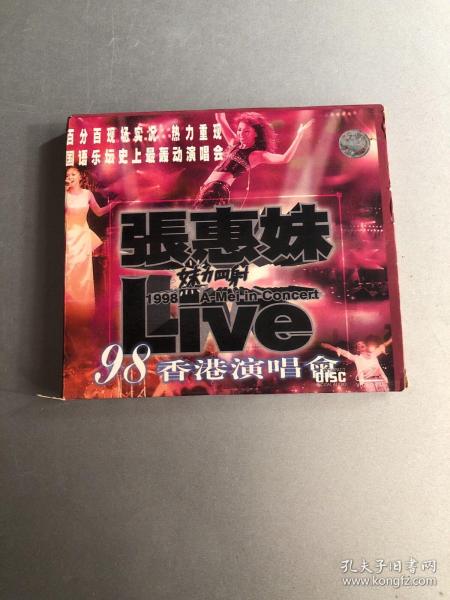 百分百现场实况 热力重现
国语乐坛史上最轰动演唱会
張惠妹
妹力四射
1998 A-Mei in Concert
Live
98香港演唱會
disc
孔夫子旧书网
www.kongfz.com